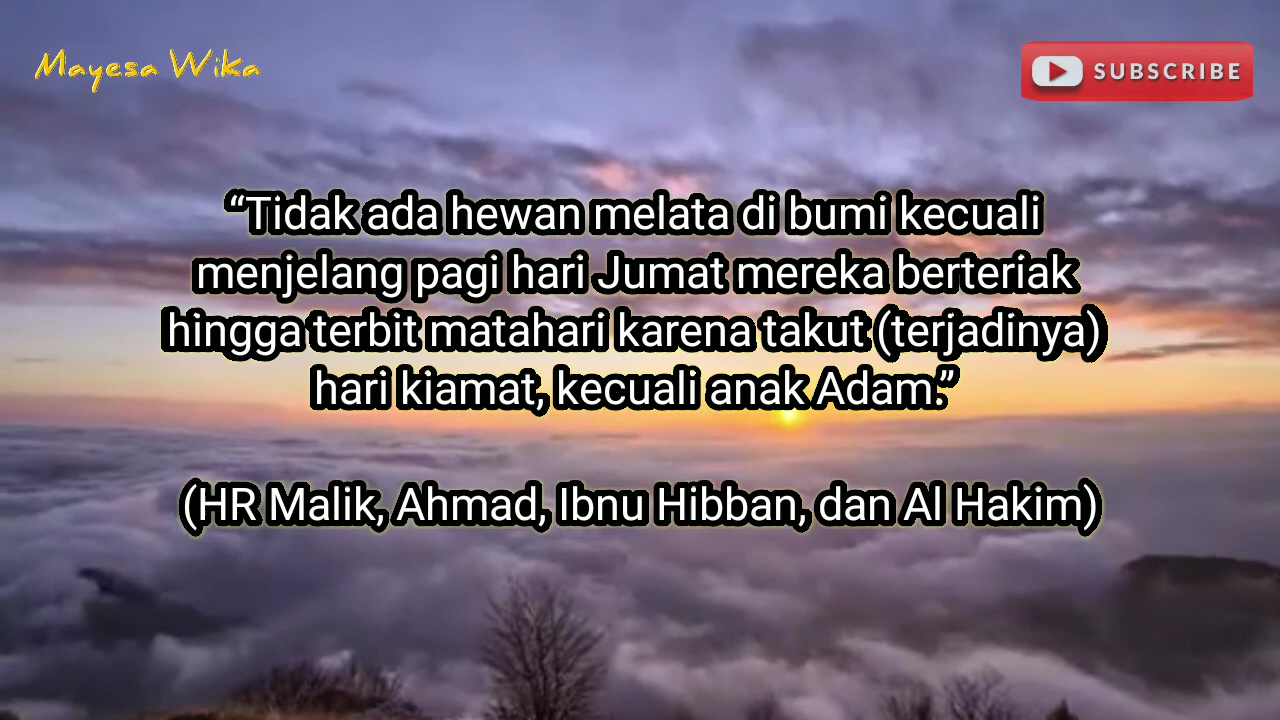 Mayesa Wika
SUBSCRIBE
“Tidak ada hewan melata di bumi kecuali
menjelang pagi hari Jumat mereka berteriak
hingga terbit matahari karena takut (terjadinya)
hari kiamat, kecuali anak Adam.”
(HR Malik, Ahmad, Ibnu Hibban, dan Al Hakim)